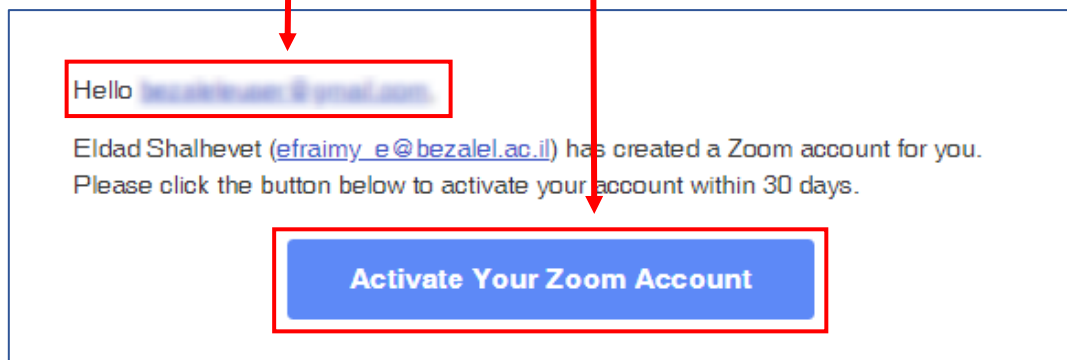 Hello
Eldad Shalhevet (efraimy_e@bezalel.ac.il) has created a Zoom account for you.
Please click the button below to activate your account within 30 days.
Activate Your Zoom Account